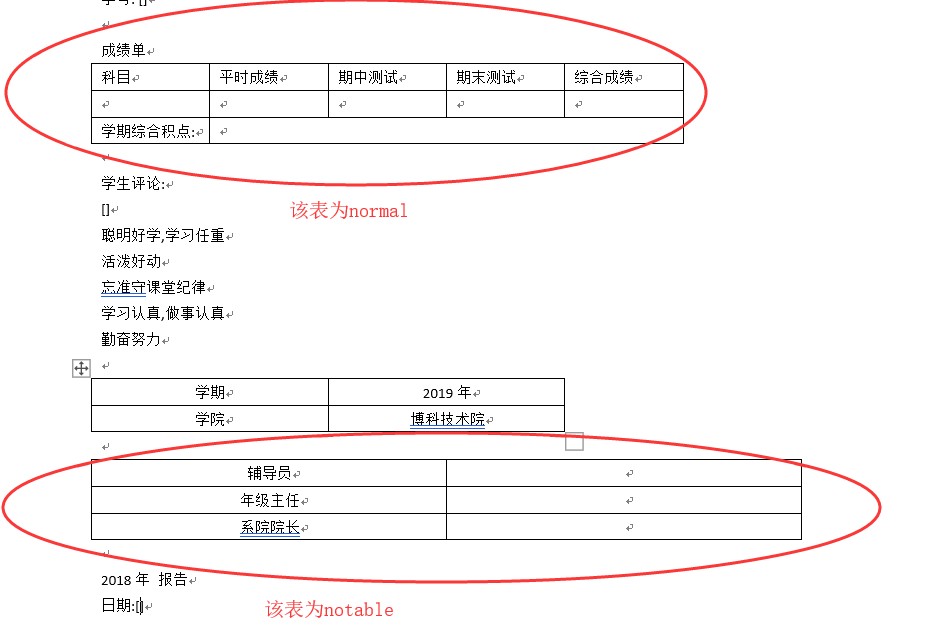 学号: []
成绩单
科目 平时成绩 期中测试 期末测试 综合成绩
学期综合积点:
学生评论:
[]
该表为normal
聪明好学,学习任重
活泼好动
忘准守课堂纪律
学习认真,做事认真
勤奋努力
学期 2019 年
学院 博科技术院
辅导员
年级主任
系院院长
2018 年 报告
日期:[]
该表为notable